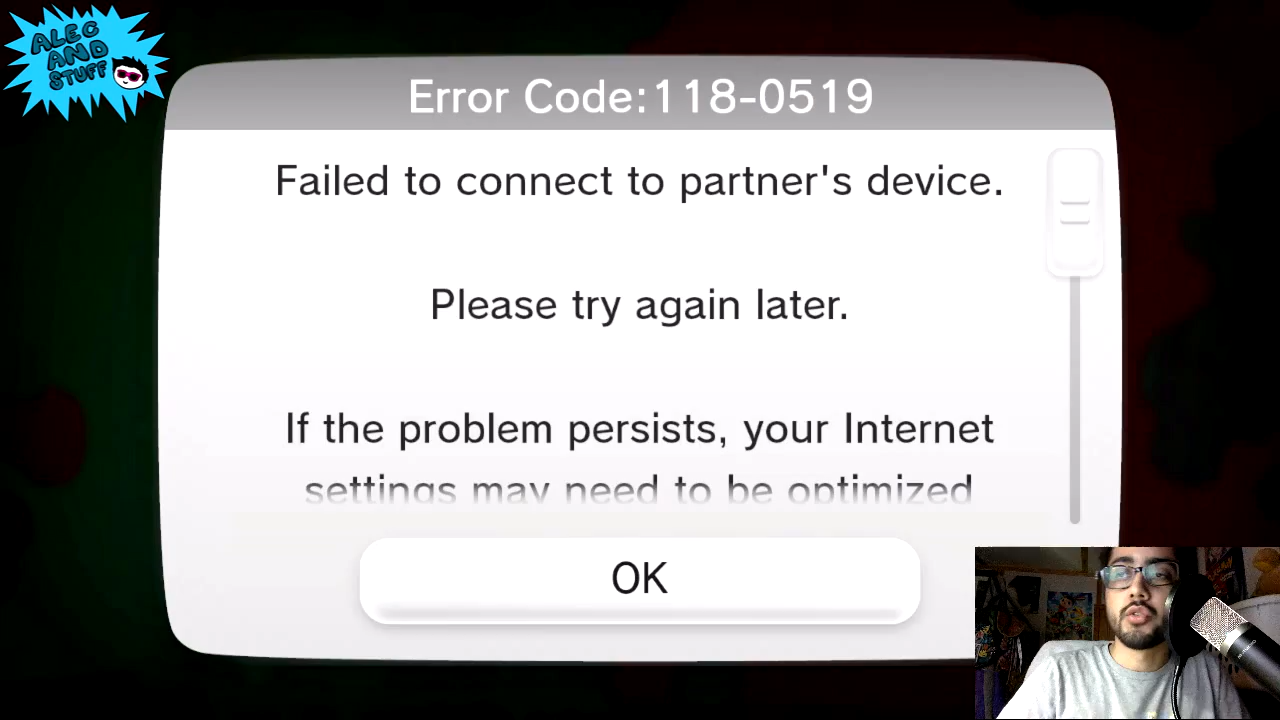 ALEC
AND
STUFF
Error Code:118-0519
Failed to connect to partner's device.
Please try again later.
If the problem persists, your Internet
settings may need to be optimized
OK